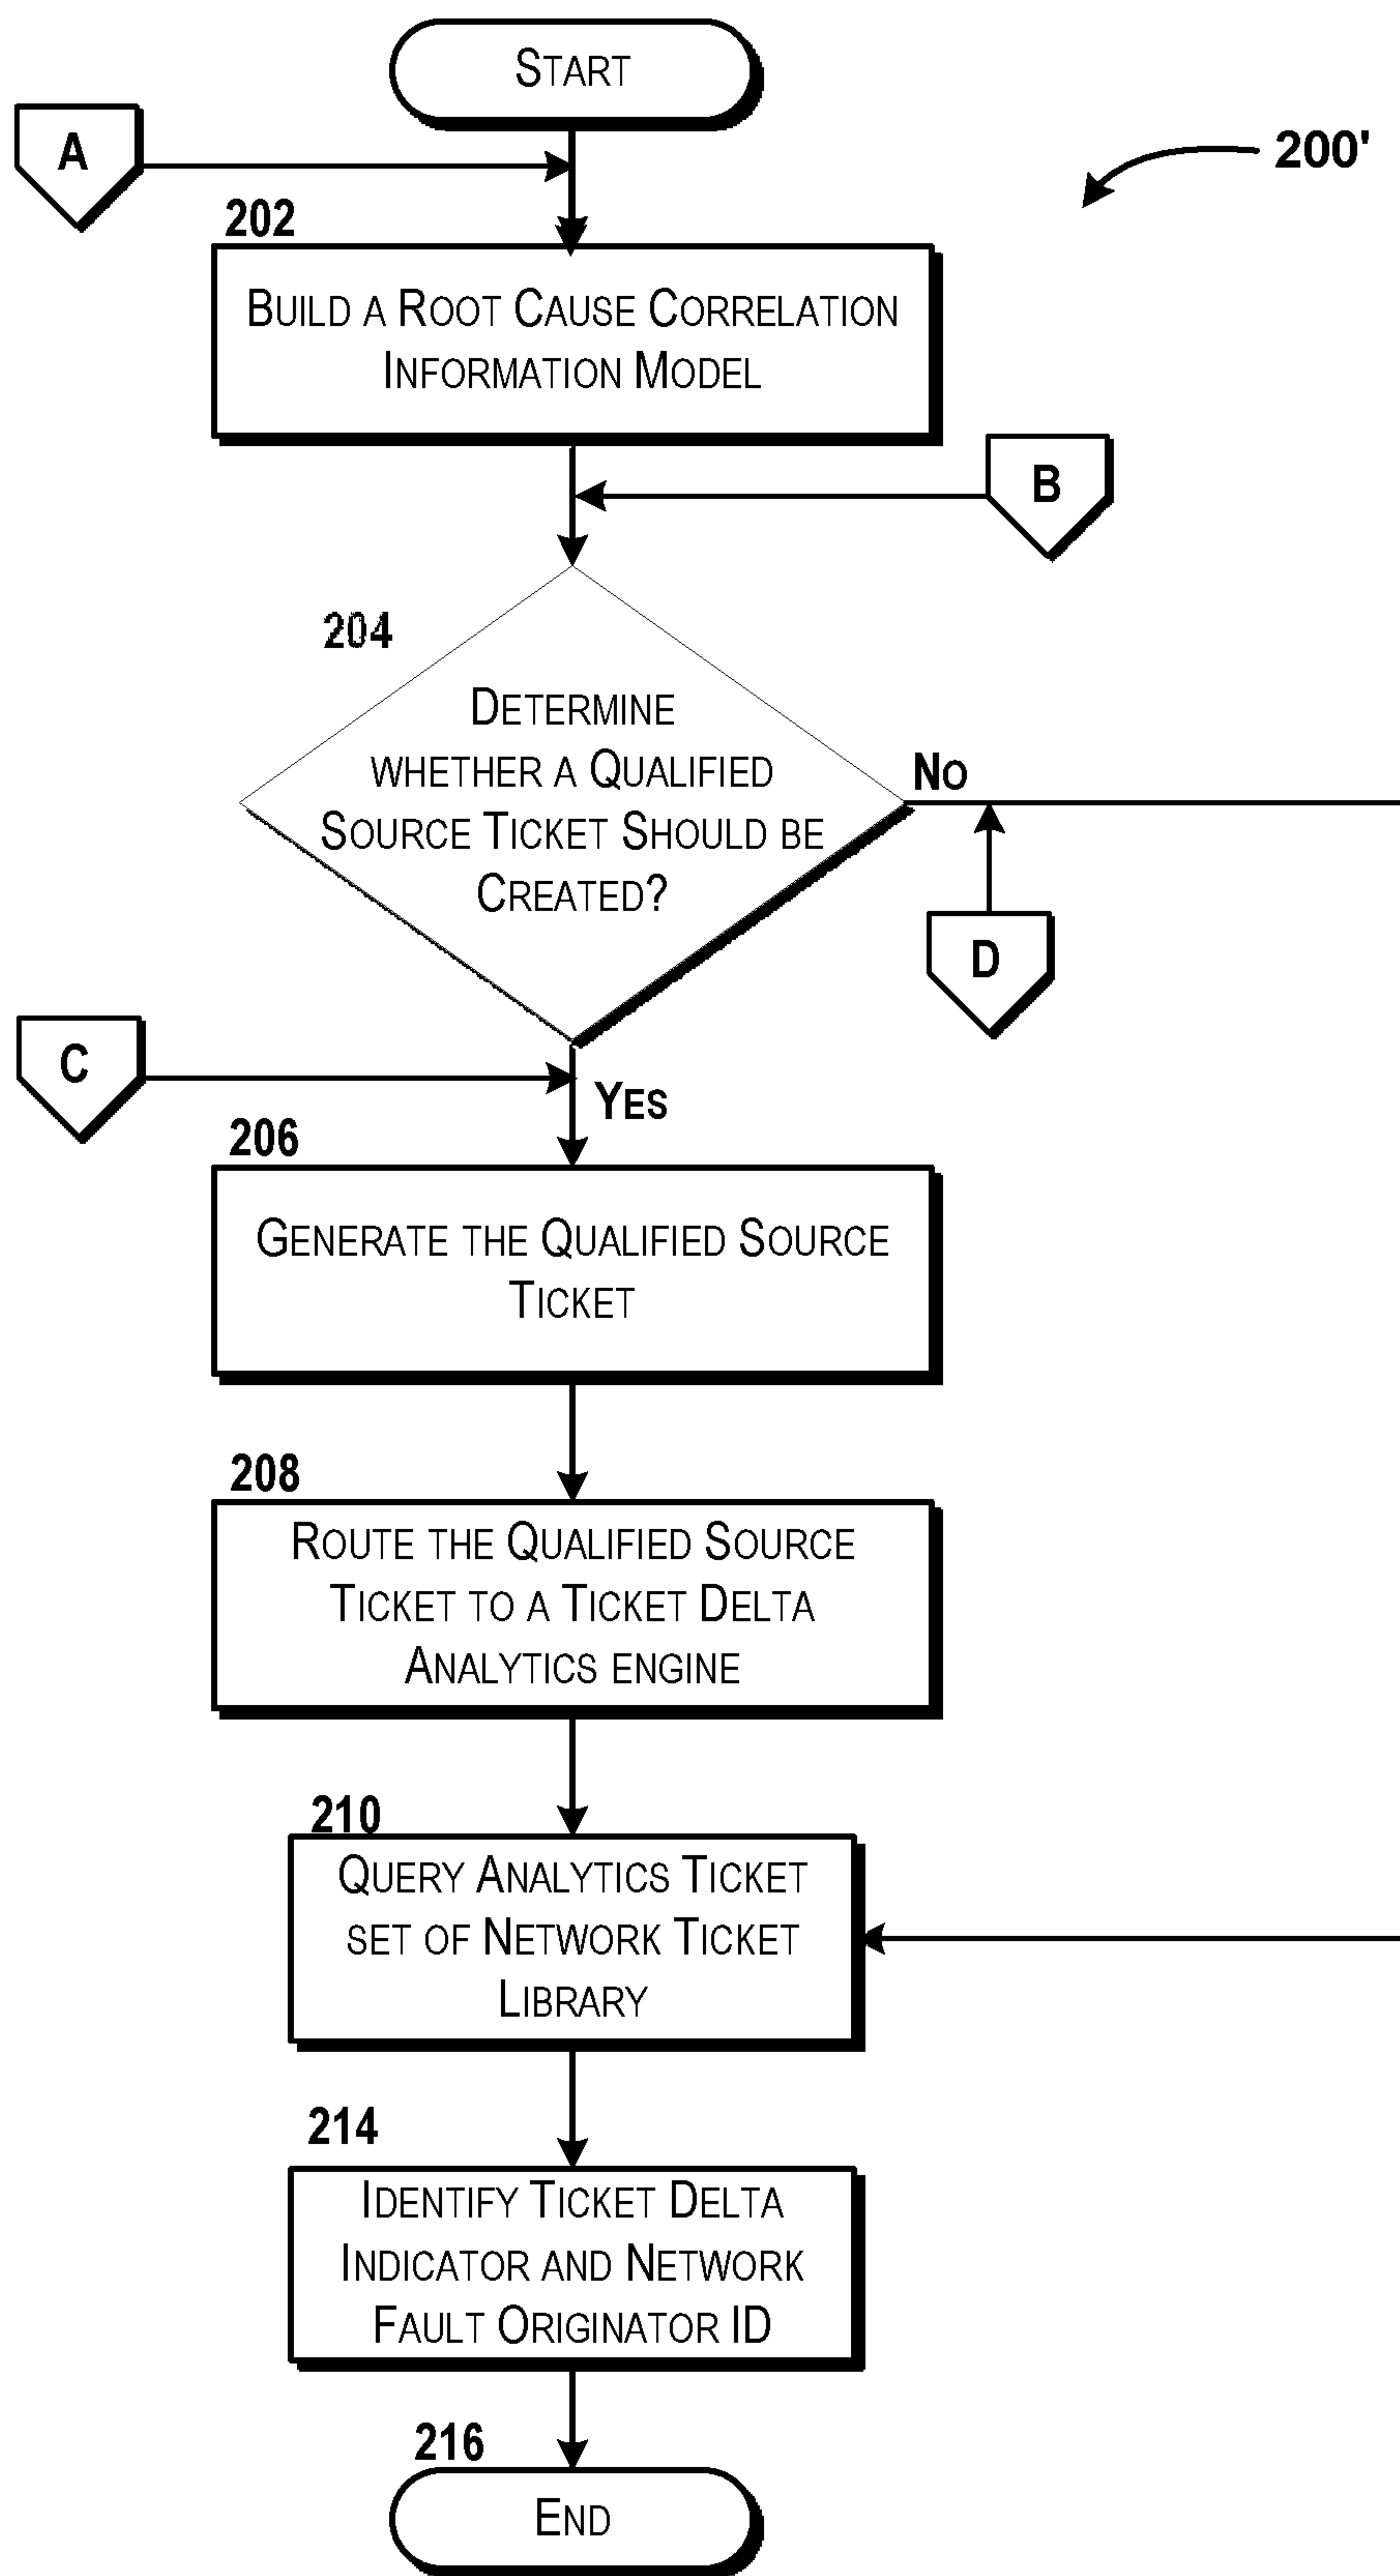 START
A
200'
202
BUILD A ROOT CAUSE CORRELATION
INFORMATION MODEL
B
204
DETERMINE
WHETHER A QUALIFIED
SOURCE TICKET SHOULD BE
CREATED?
NO
D
C
YES
206
GENERATE THE QUALIFIED SOURCE
TICKET
208
ROUTE THE QUALIFIED SOURCE
TICKET TO A TICKET DELTA
ANALYTICS ENGINE
210
QUERY ANALYTICS TICKET
SET OF NETWORK TICKET
LIBRARY
214
IDENTIFY TICKET DELTA
INDICATOR AND NETWORK
FAULT ORIGINATOR ID
216
END